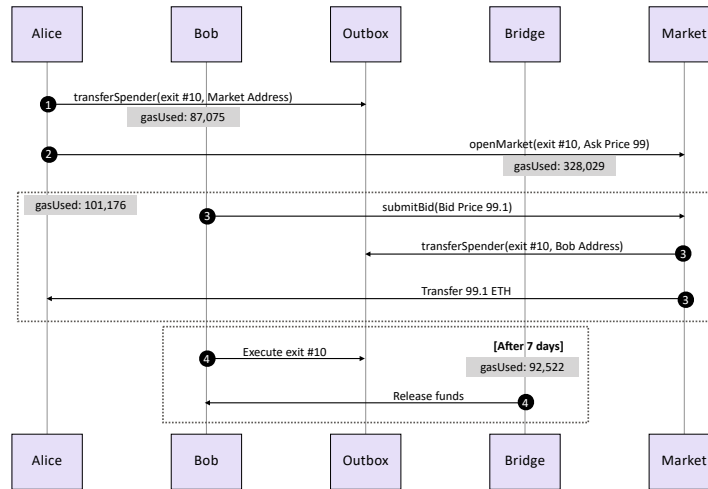 Alice
Bob
Outbox
Bridge
Market
1
transferSpender(exit #10, Market Address)
gasUsed: 87,075
2
openMarket(exit #10, Ask Price 99)
gasUsed: 328,029
gasUsed: 101,176
3
submitBid(Bid Price 99.1)
transferSpender(exit #10, Bob Address)
3
Transfer 99.1 ETH
3
4
Execute exit #10
[After 7 days]
gasUsed: 92,522
Release funds
4
Alice
Bob
Outbox
Bridge
Market